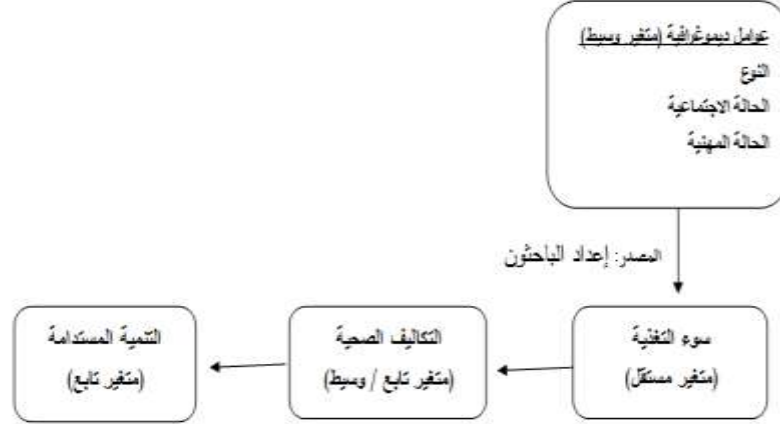 عوامل ديموغرافية (متغير وسيط)
النوع
الحالة الاجتماعية
الحالة المهنية
المصدر: إعداد الباحثون
سوء التغذية
(متغير مستقل)
التكاليف الصحية
(متغير تابع / وسيط)
التنمية المستدامة
(متغير تابع)